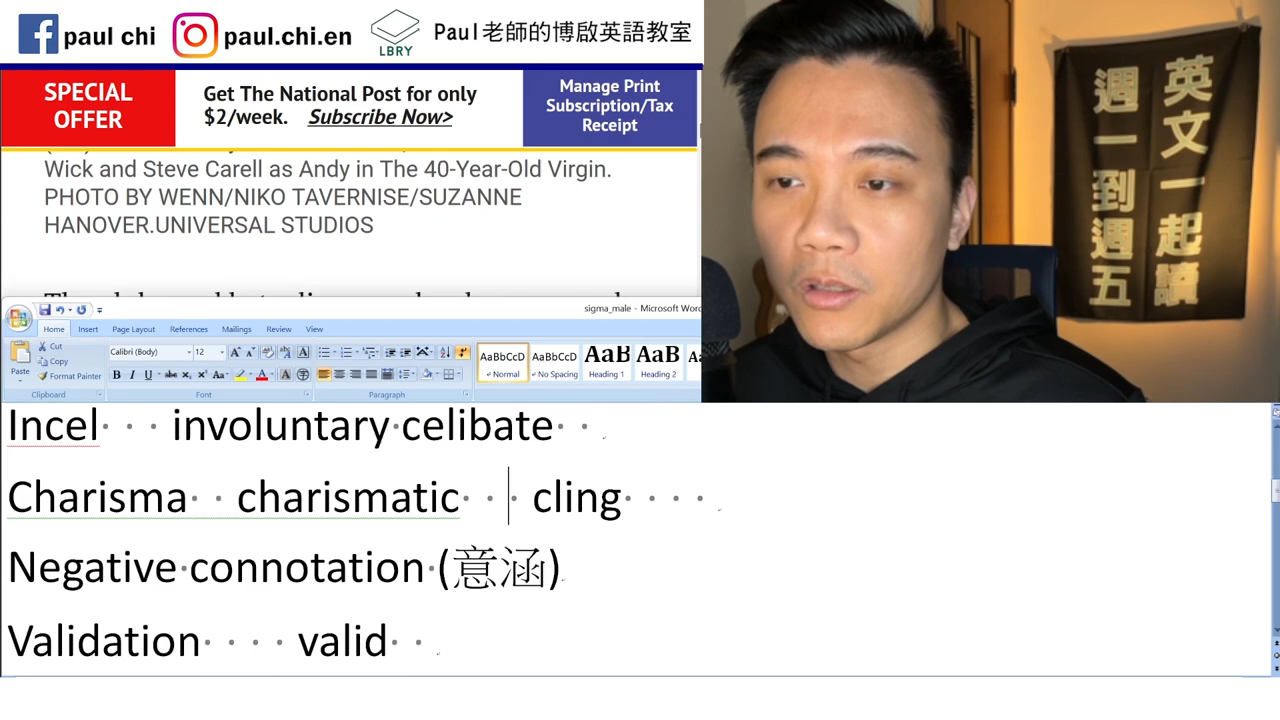 paul chi
paul.chi.en
LBRY
Paul老師的博啟英語教室
SPECIAL
OFFER
Get The National Post for only
$2/week. Subscribe Now>
Manage Print
Subscription/Tax
Receipt
Wick and Steve Carell as Andy in The 40-Year-Old Virgin.
PHOTO BY WENN/NIKO TAVERNISE/SUZANNE
HANOVER.UNIVERSAL STUDIOS
英文一起讀
週一到週五
sigma_male - Microsoft Word
Home Insert Page Layout References Mailings Review View
Paste
Cut
Copy
Format Painter
Calibri (Body) 12
AaBbCcD AaBbCcD AaB AaB
Normal No Spacing Heading 1 Heading 2
Clipboard Font Paragraph
Incel involuntary celibate
Charisma charismatic cling
Negative connotation (意涵)
Validation valid